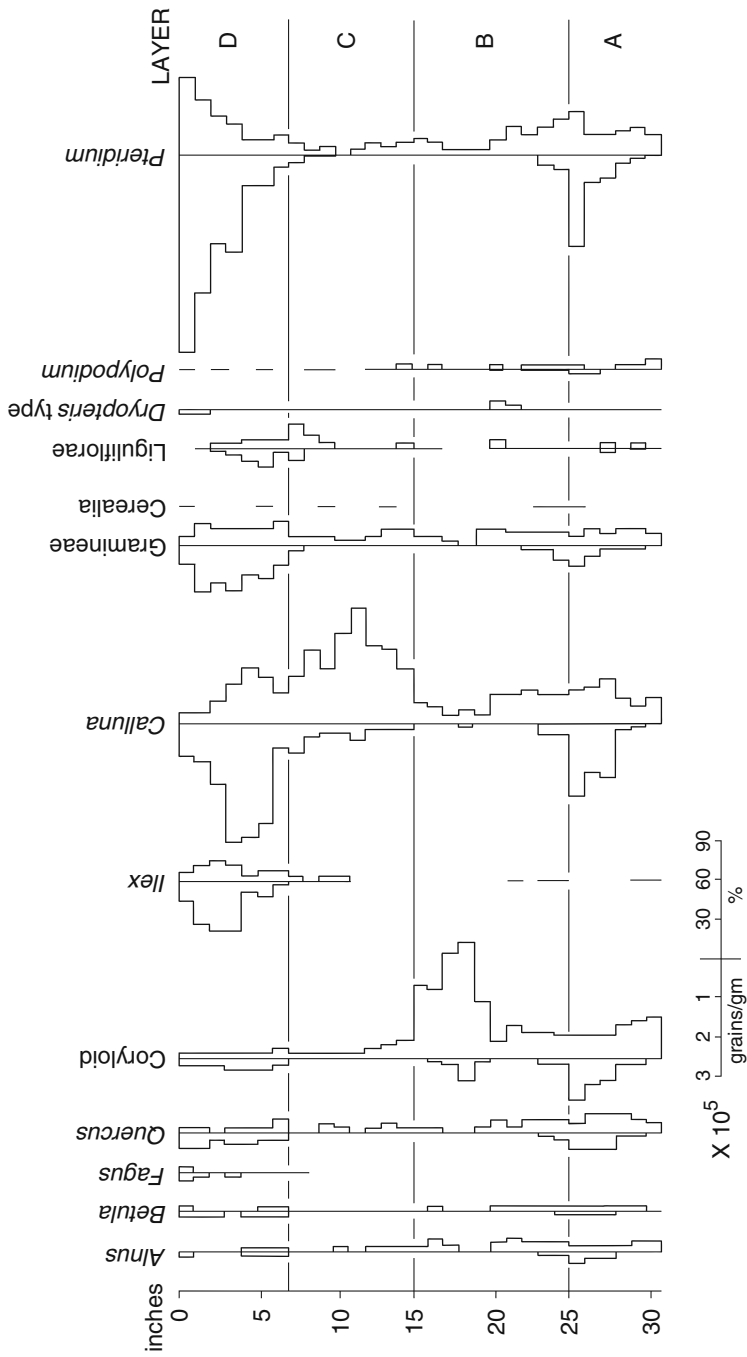 inches
Alnus
Betula
Fagus
Quercus
Coryloid
Ilex
Calluna
Gramineae
Cerealia
Liguliflorae
Dryopteris type
Polypodium
Pteridium
LAYER
0
5
10
15
20
25
30
D
C
B
A
3 2 1
30 60 90
grains/gm
%
X 10⁵